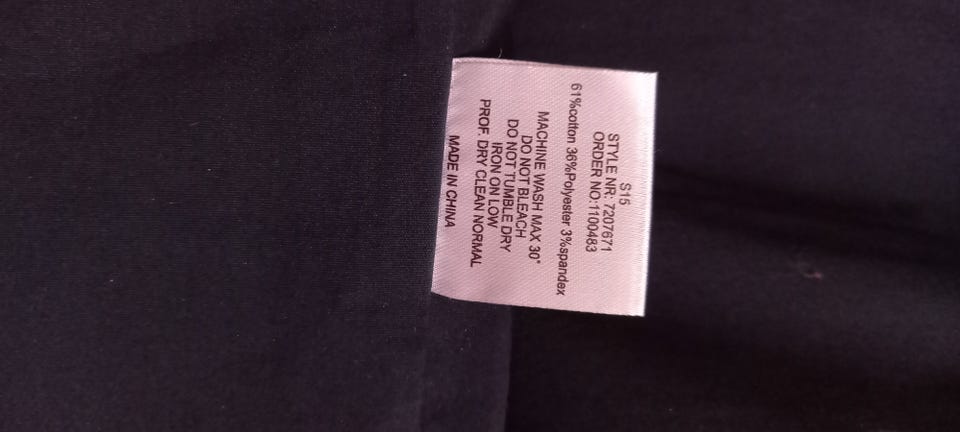 S15
STYLE NR: 7207671
ORDER NO:1100483
61%cotton 36%Polyester 3%spandex
MACHINE WASH MAX 30°
DO NOT BLEACH
DO NOT TUMBLE DRY
IRON ON LOW
PROF. DRY CLEAN NORMAL
MADE IN CHINA